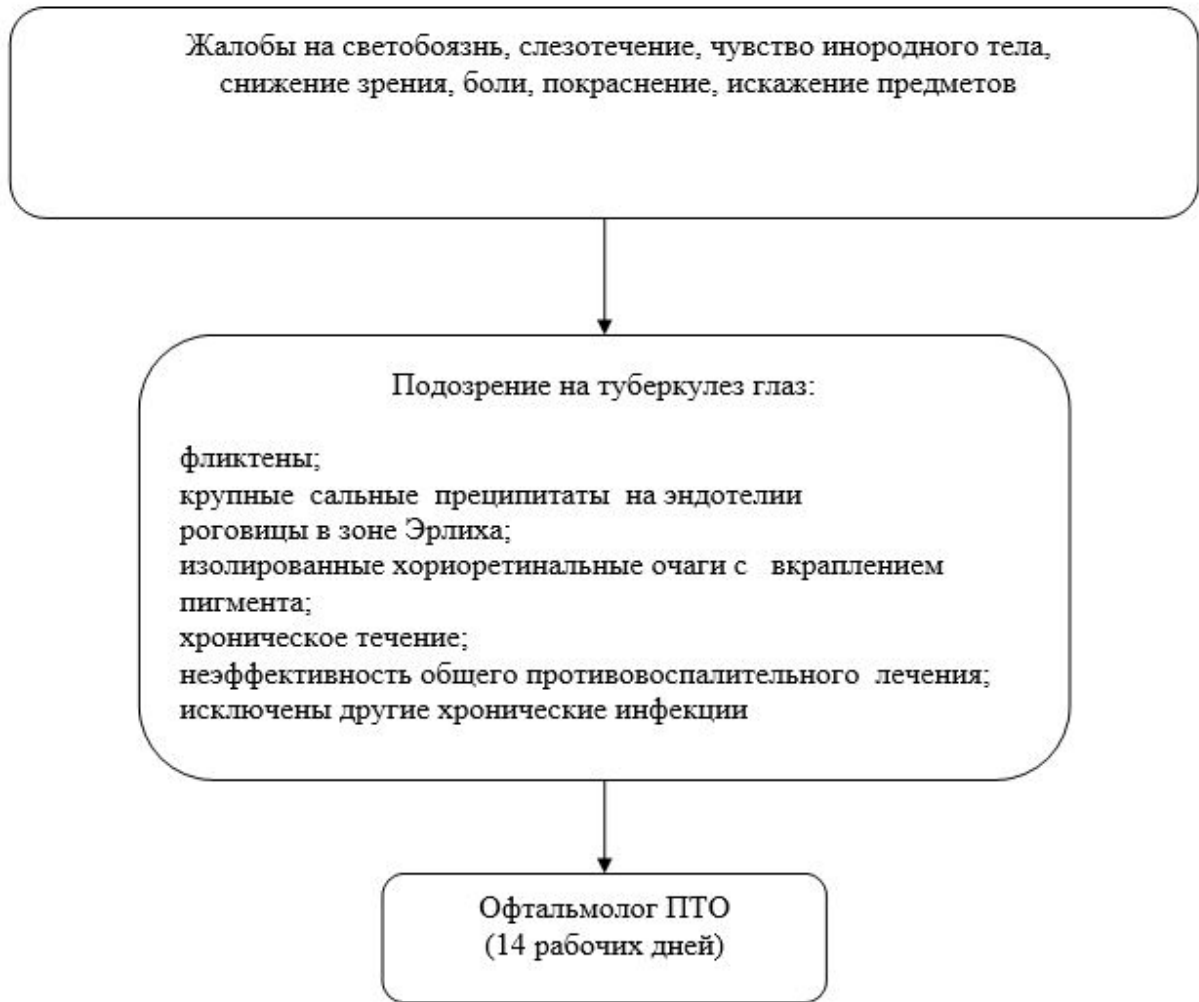 Жалобы на светобоязнь, слезотечение, чувство инородного тела,
снижение зрения, боли, покраснение, искажение предметов
Подозрение на туберкулез глаз:
фликтены;
крупные сальные преципитаты на эндотелии
роговицы в зоне Эрлиха;
изолированные хориоретинальные очаги с вкраплением
пигмента;
хроническое течение;
неэффективность общего противовоспалительного лечения;
исключены другие хронические инфекции
Офтальмолог ПТО
(14 рабочих дней)